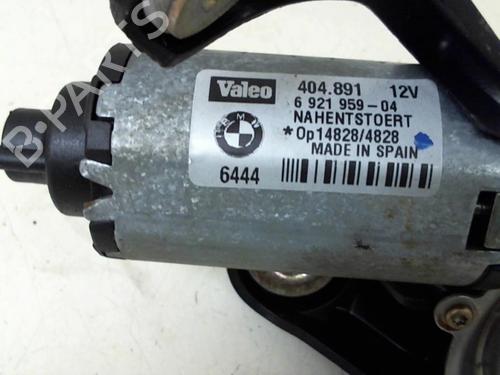 Valeo 404.891 12V
6 921 959-04
BMW NAHENTSTOERT
*Op14828/4828
MADE IN SPAIN
6444
B-PARTS